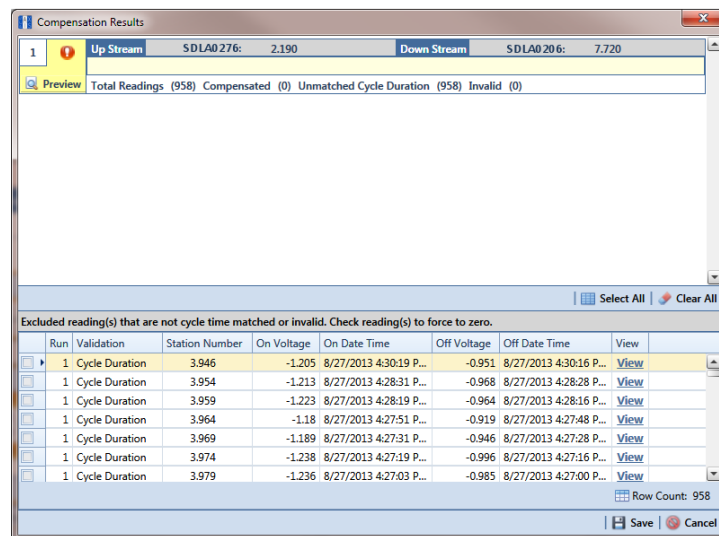 Compensation Results
1 Up Stream SDLA0276: 2.190 Down Stream SDLA0206: 7.720
Preview Total Readings (958) Compensated (0) Unmatched Cycle Duration (958) Invalid (0)
Select All Clear All
Excluded reading(s) that are not cycle time matched or invalid. Check reading(s) to force to zero.
Run Validation Station Number On Voltage On Date Time Off Voltage Off Date Time View
1 Cycle Duration 3.946 -1.205 8/27/2013 4:30:19 P... -0.951 8/27/2013 4:30:16 P... View
1 Cycle Duration 3.954 -1.213 8/27/2013 4:28:31 P... -0.968 8/27/2013 4:28:28 P... View
1 Cycle Duration 3.959 -1.223 8/27/2013 4:28:19 P... -0.964 8/27/2013 4:28:16 P... View
1 Cycle Duration 3.964 -1.18 8/27/2013 4:27:51 P... -0.919 8/27/2013 4:27:48 P... View
1 Cycle Duration 3.969 -1.189 8/27/2013 4:27:31 P... -0.946 8/27/2013 4:27:28 P... View
1 Cycle Duration 3.974 -1.238 8/27/2013 4:27:19 P... -0.996 8/27/2013 4:27:16 P... View
1 Cycle Duration 3.979 -1.236 8/27/2013 4:27:03 P... -0.985 8/27/2013 4:27:00 P... View
Row Count: 958
Save Cancel